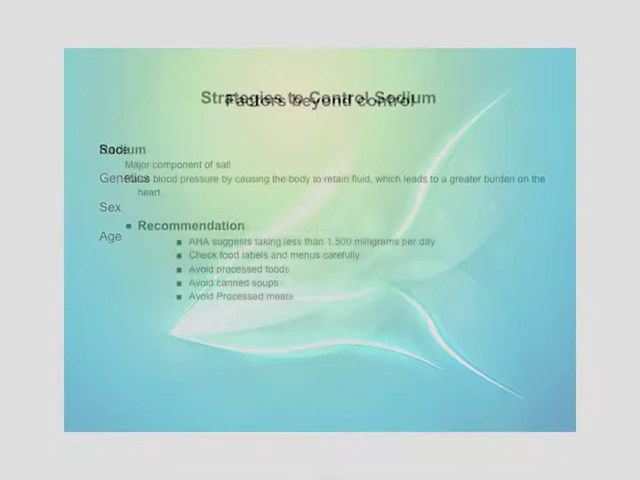 Strategies to Control Sodium
Factors beyond control
Sodium
Race
Major component of salt
Genetics
blood pressure by causing the body to retain fluid, which leads to a greater burden on the
heart.
Sex
Recommendation
Age
AHA suggests taking less than 1,500 milligrams per day
Check food labels and menus carefully
Avoid processed foods
Avoid canned soups
Avoid Processed meats